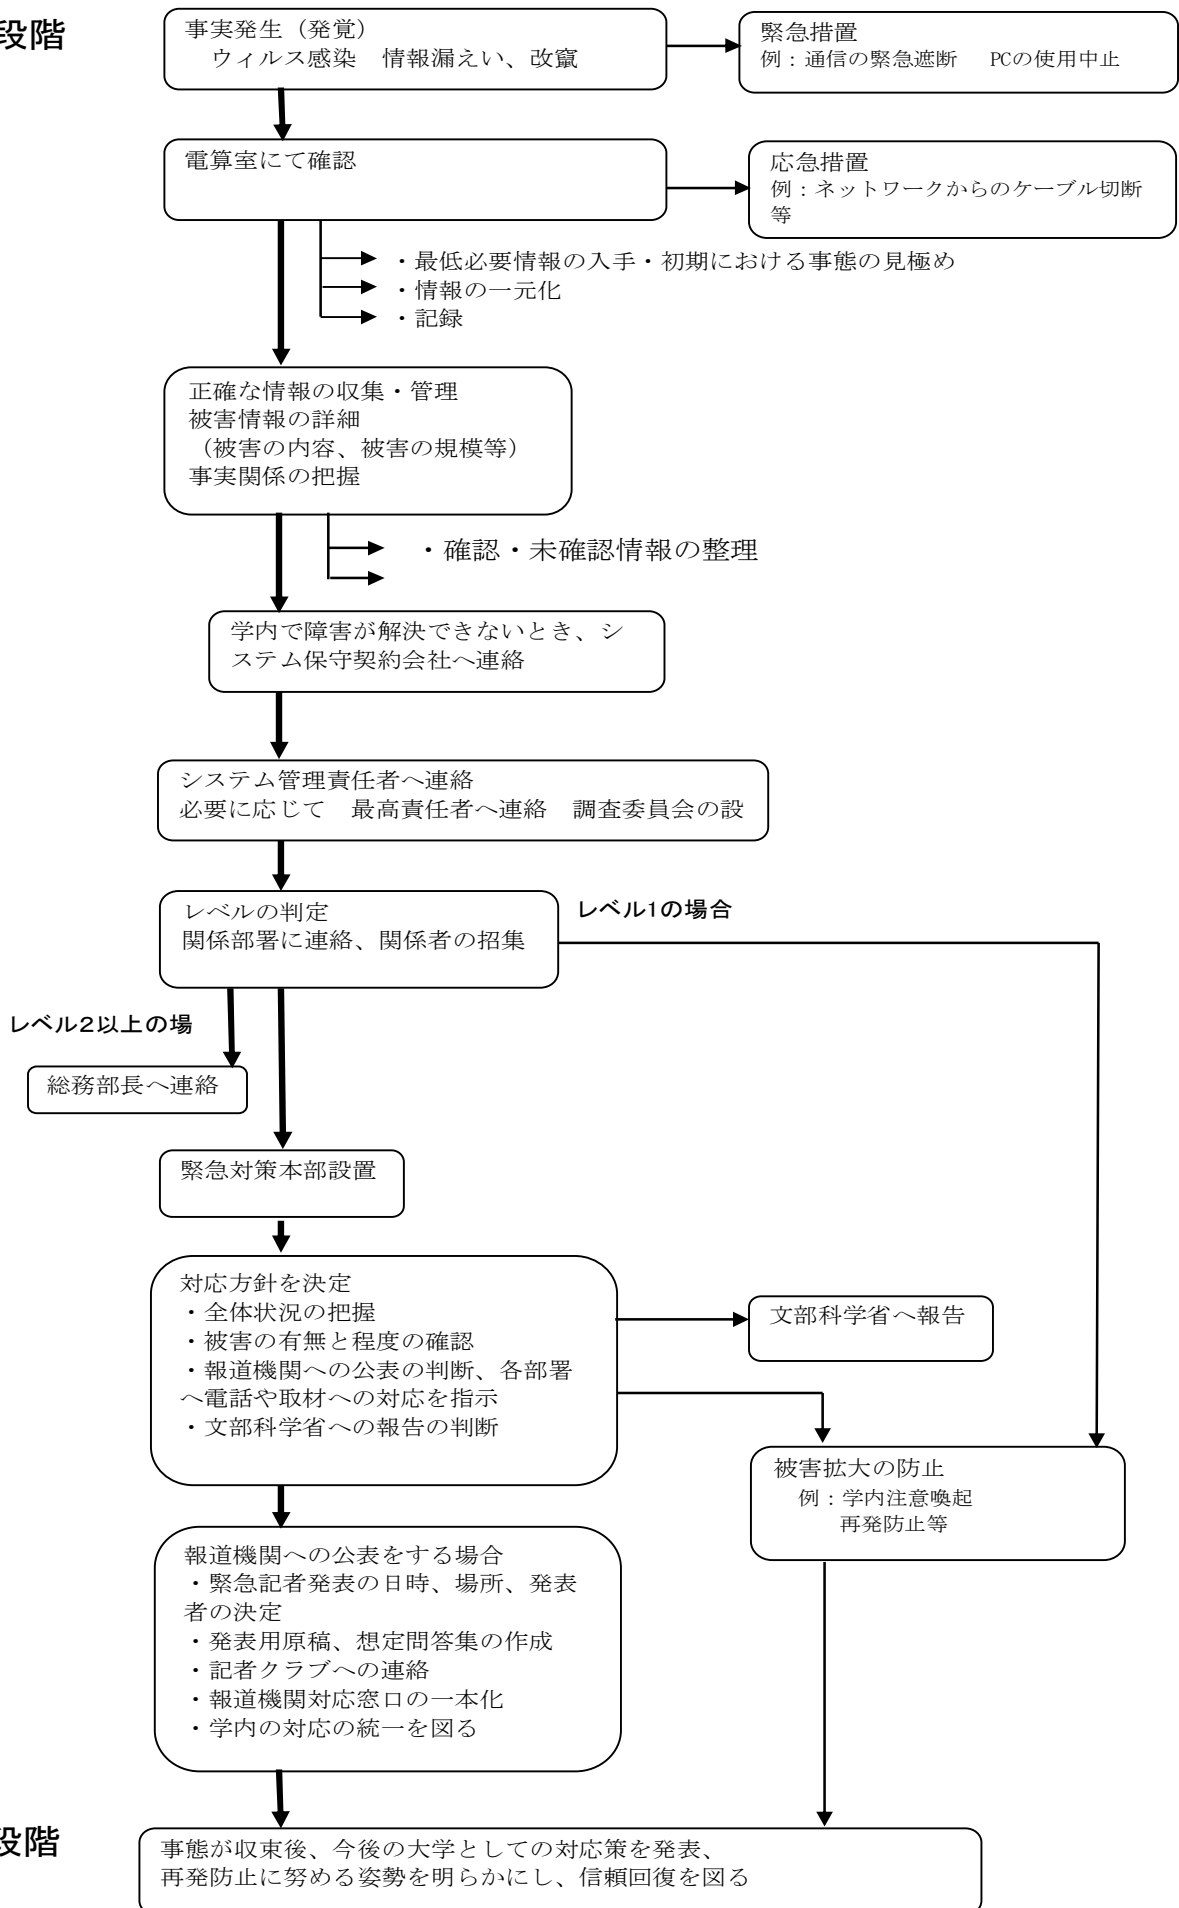 段階
事実発生（発覚）
ウィルス感染　情報漏えい、改竄
緊急措置
例：通信の緊急遮断　PCの使用中止
電算室にて確認
応急措置
例：ネットワークからのケーブル切断
等
・最低必要情報の入手・初期における事態の見極め
・情報の一元化
・記録
正確な情報の収集・管理
被害情報の詳細
（被害の内容、被害の規模等）
事実関係の把握
・確認・未確認情報の整理
学内で障害が解決できないとき、シ
ステム保守契約会社へ連絡
システム管理責任者へ連絡
必要に応じて　最高責任者へ連絡　調査委員会の設
レベルの判定
関係部署に連絡、関係者の招集
レベル1の場合
レベル2以上の場
総務部長へ連絡
緊急対策本部設置
対応方針を決定
・全体状況の把握
・被害の有無と程度の確認
・報道機関への公表の判断、各部署
へ電話や取材への対応を指示
・文部科学省への報告の判断
文部科学省へ報告
被害拡大の防止
例：学内注意喚起
再発防止等
報道機関への公表をする場合
・緊急記者発表の日時、場所、発表
者の決定
・発表用原稿、想定問答集の作成
・記者クラブへの連絡
・報道機関対応窓口の一本化
・学内の対応の統一を図る
段階
事態が収束後、今後の大学としての対応策を発表、
再発防止に努める姿勢を明らかにし、信頼回復を図る